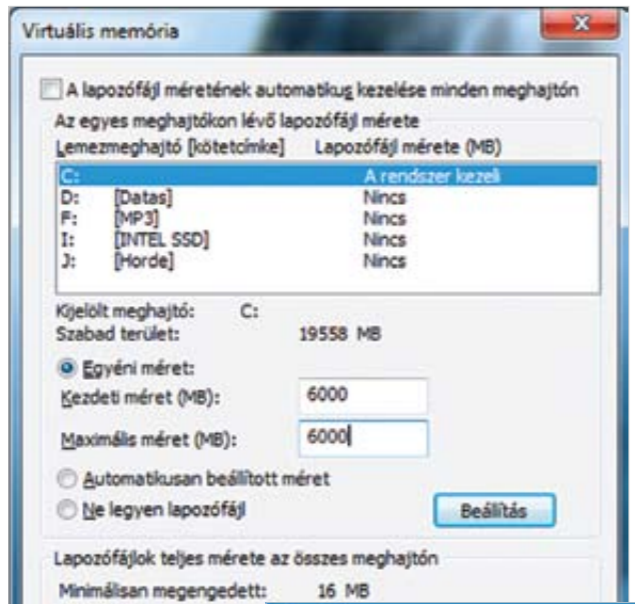 Virtuális memória
A lapozófájl méretének automatikus kezelése minden meghajtón
Az egyes meghajtókon lévő lapozófájl mérete
Lemezmeghajtó [kötetcímke] Lapozófájl mérete (MB)
C: A rendszer kezeli
D: [Datas] Nincs
F: [MP3] Nincs
I: [INTEL SSD] Nincs
J: [Horde] Nincs
Kijelölt meghajtó: C:
Szabad terület: 19558 MB
Egyéni méret:
Kezdeti méret (MB): 6000
Maximális méret (MB): 6000
Automatikusan beállított méret
Ne legyen lapozófájl
Beállítás
Lapozófájlok teljes mérete az összes meghajtón
Minimálisan megengedett: 16 MB